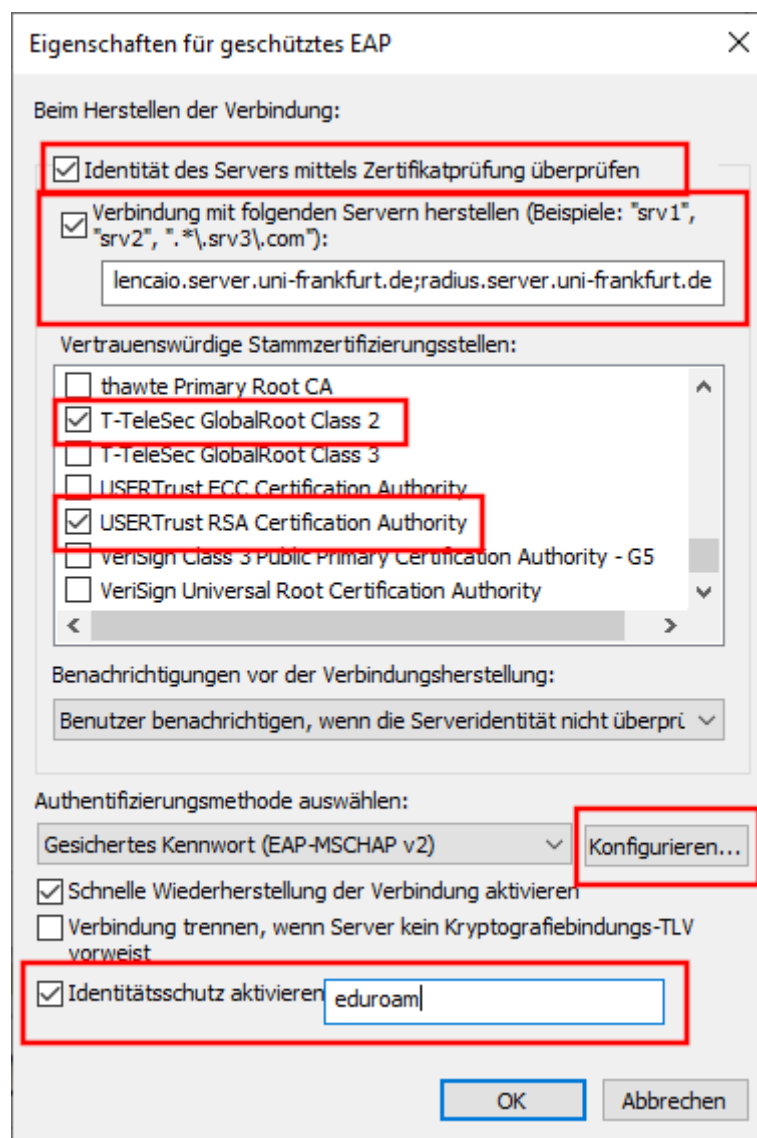 Eigenschaften für geschütztes EAP
Beim Herstellen der Verbindung:
Identität des Servers mittels Zertifikatprüfung überprüfen
Verbindung mit folgenden Servern herstellen (Beispiele: "srv1",
"srv2", ".*\.srv3\.com"):
lencaio.server.uni-frankfurt.de;radius.server.uni-frankfurt.de
Vertrauenswürdige Stammzertifizierungsstellen:
thawte Primary Root CA
T-TeleSec GlobalRoot Class 2
T-TeleSec GlobalRoot Class 3
USERTrust ECC Certification Authority
USERTrust RSA Certification Authority
VeriSign Class 3 Public Primary Certification Authority - G5
VeriSign Universal Root Certification Authority
Benachrichtigungen vor der Verbindungsherstellung:
Benutzer benachrichtigen, wenn die Serveridentität nicht überprü
Authentifizierungsmethode auswählen:
Gesichertes Kennwort (EAP-MSCHAP v2)
Konfigurieren...
Schnelle Wiederherstellung der Verbindung aktivieren
Verbindung trennen, wenn Server kein Kryptografiebindungs-TLV
vorweist
Identitätsschutz aktivieren eduroam
OK Abbrechen